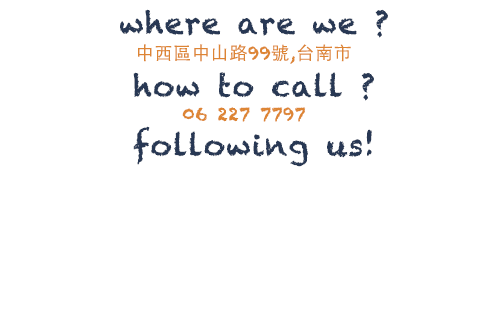 where are we ?
中西區中山路99號,台南市
how to call ?
06 227 7797
following us!